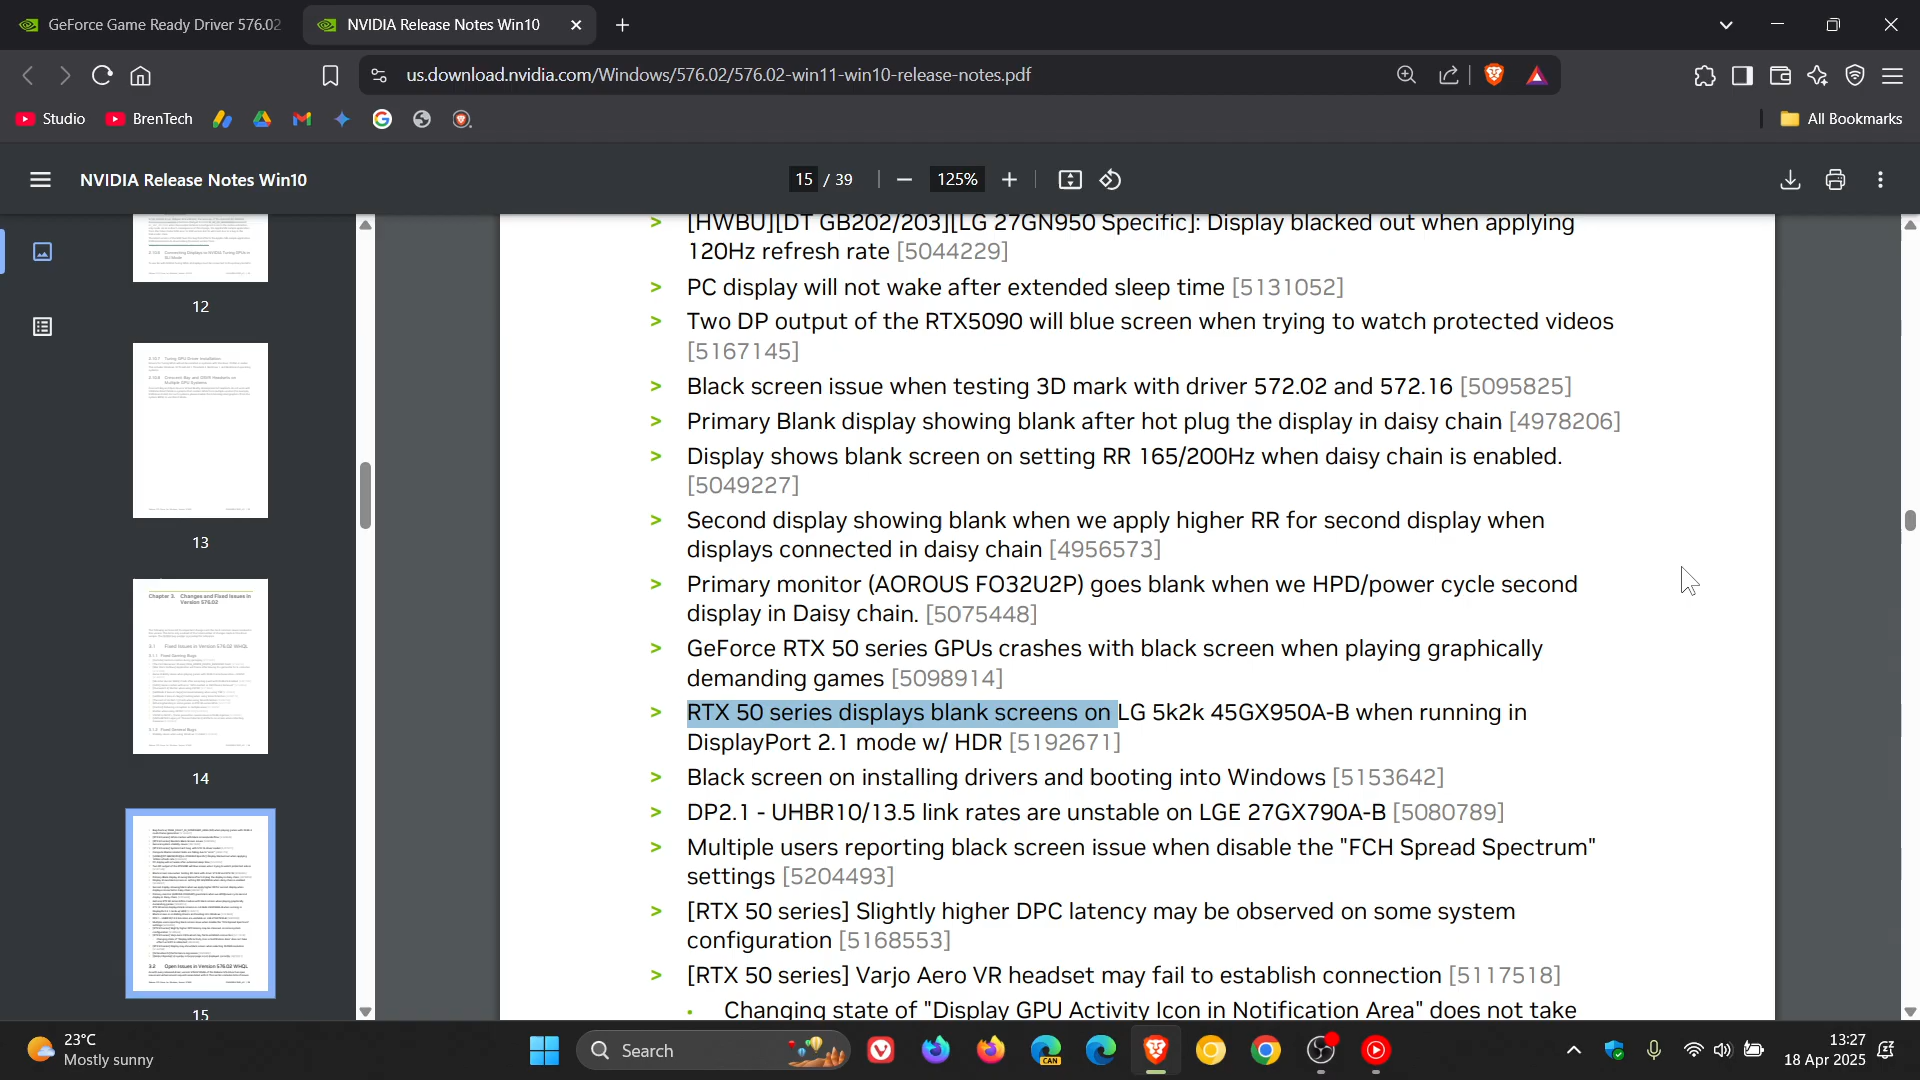 GeForce Game Ready Driver 576.02
NVIDIA Release Notes Win10
us.download.nvidia.com/Windows/576.02/576.02-win11-win10-release-notes.pdf
Studio
BrenTech
All Bookmarks
NVIDIA Release Notes Win10
15 / 39
125%
12
13
Chapter 3. Changes and Fixed Issues in
Version 576.02
14
15
> [HWBU][DT GB202/203][LG 27GN950 Specific]: Display blacked out when applying
120Hz refresh rate [5044229]
> PC display will not wake after extended sleep time [5131052]
> Two DP output of the RTX5090 will blue screen when trying to watch protected videos
[5167145]
> Black screen issue when testing 3D mark with driver 572.02 and 572.16 [5095825]
> Primary Blank display showing blank after hot plug the display in daisy chain [4978206]
> Display shows blank screen on setting RR 165/200Hz when daisy chain is enabled.
[5049227]
> Second display showing blank when we apply higher RR for second display when
displays connected in daisy chain [4956573]
> Primary monitor (AOROUS FO32U2P) goes blank when we HPD/power cycle second
display in Daisy chain. [5075448]
> GeForce RTX 50 series GPUs crashes with black screen when playing graphically
demanding games [5098914]
> RTX 50 series displays blank screens on LG 5k2k 45GX950A-B when running in
DisplayPort 2.1 mode w/ HDR [5192671]
> Black screen on installing drivers and booting into Windows [5153642]
> DP2.1 - UHBR10/13.5 link rates are unstable on LGE 27GX790A-B [5080789]
> Multiple users reporting black screen issue when disable the "FCH Spread Spectrum"
settings [5204493]
> [RTX 50 series] Slightly higher DPC latency may be observed on some system
configuration [5168553]
> [RTX 50 series] Varjo Aero VR headset may fail to establish connection [5117518]
• Changing state of "Display GPU Activity Icon in Notification Area" does not take
23°C
Mostly sunny
Search
CAN
13:27
18 Apr 2025